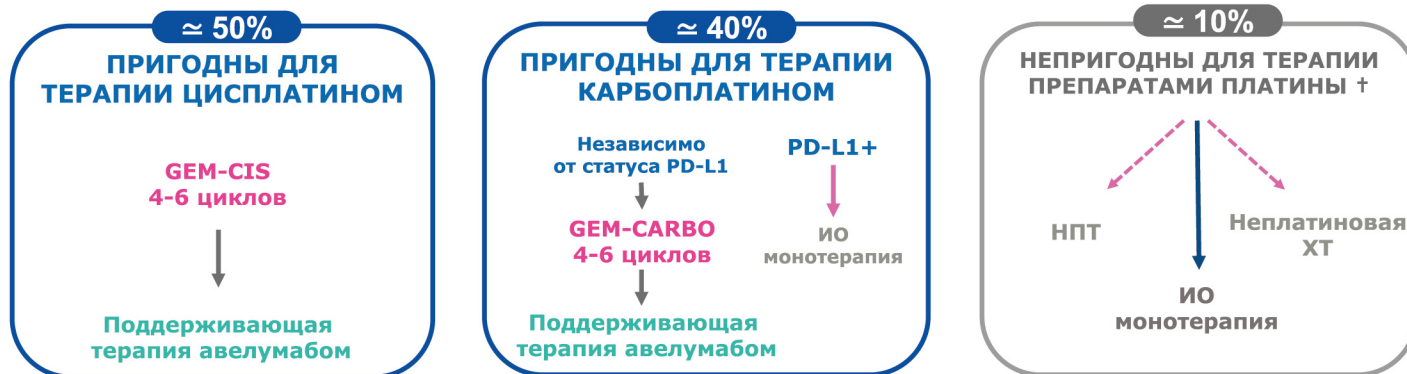 ≃ 50%
ПРИГОДНЫ ДЛЯ
ТЕРАПИИ ЦИСПЛАТИНОМ
GEM-CIS
4-6 циклов
Поддерживающая
терапия авелумабом
≃ 40%
ПРИГОДНЫ ДЛЯ ТЕРАПИИ
КАРБОПЛАТИНОМ
Независимо
от статуса PD-L1
GEM-CARBO
4-6 циклов
Поддерживающая
терапия авелумабом
PD-L1+
ИО
монотерапия
≃ 10%
НЕПРИГОДНЫ ДЛЯ ТЕРАПИИ
ПРЕПАРАТАМИ ПЛАТИНЫ †
НПТ
ИО
монотерапия
Неплатиновая
ХТ